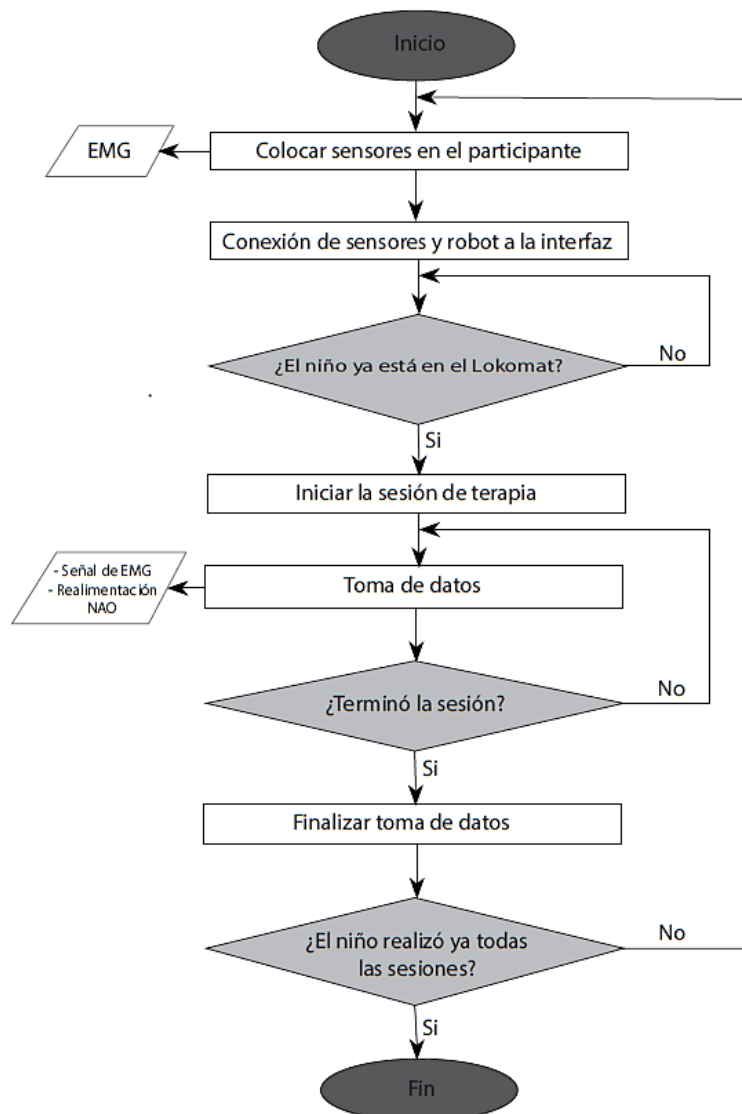 Inicio
EMG
Colocar sensores en el participante
Conexión de sensores y robot a la interfaz
¿El niño ya está en el Lokomat?
No
Si
Iniciar la sesión de terapia
- Señal de EMG
- Realimentación
NAO
Toma de datos
¿Terminó la sesión?
No
Si
Finalizar toma de datos
¿El niño realizó ya todas
las sesiones?
No
Si
Fin